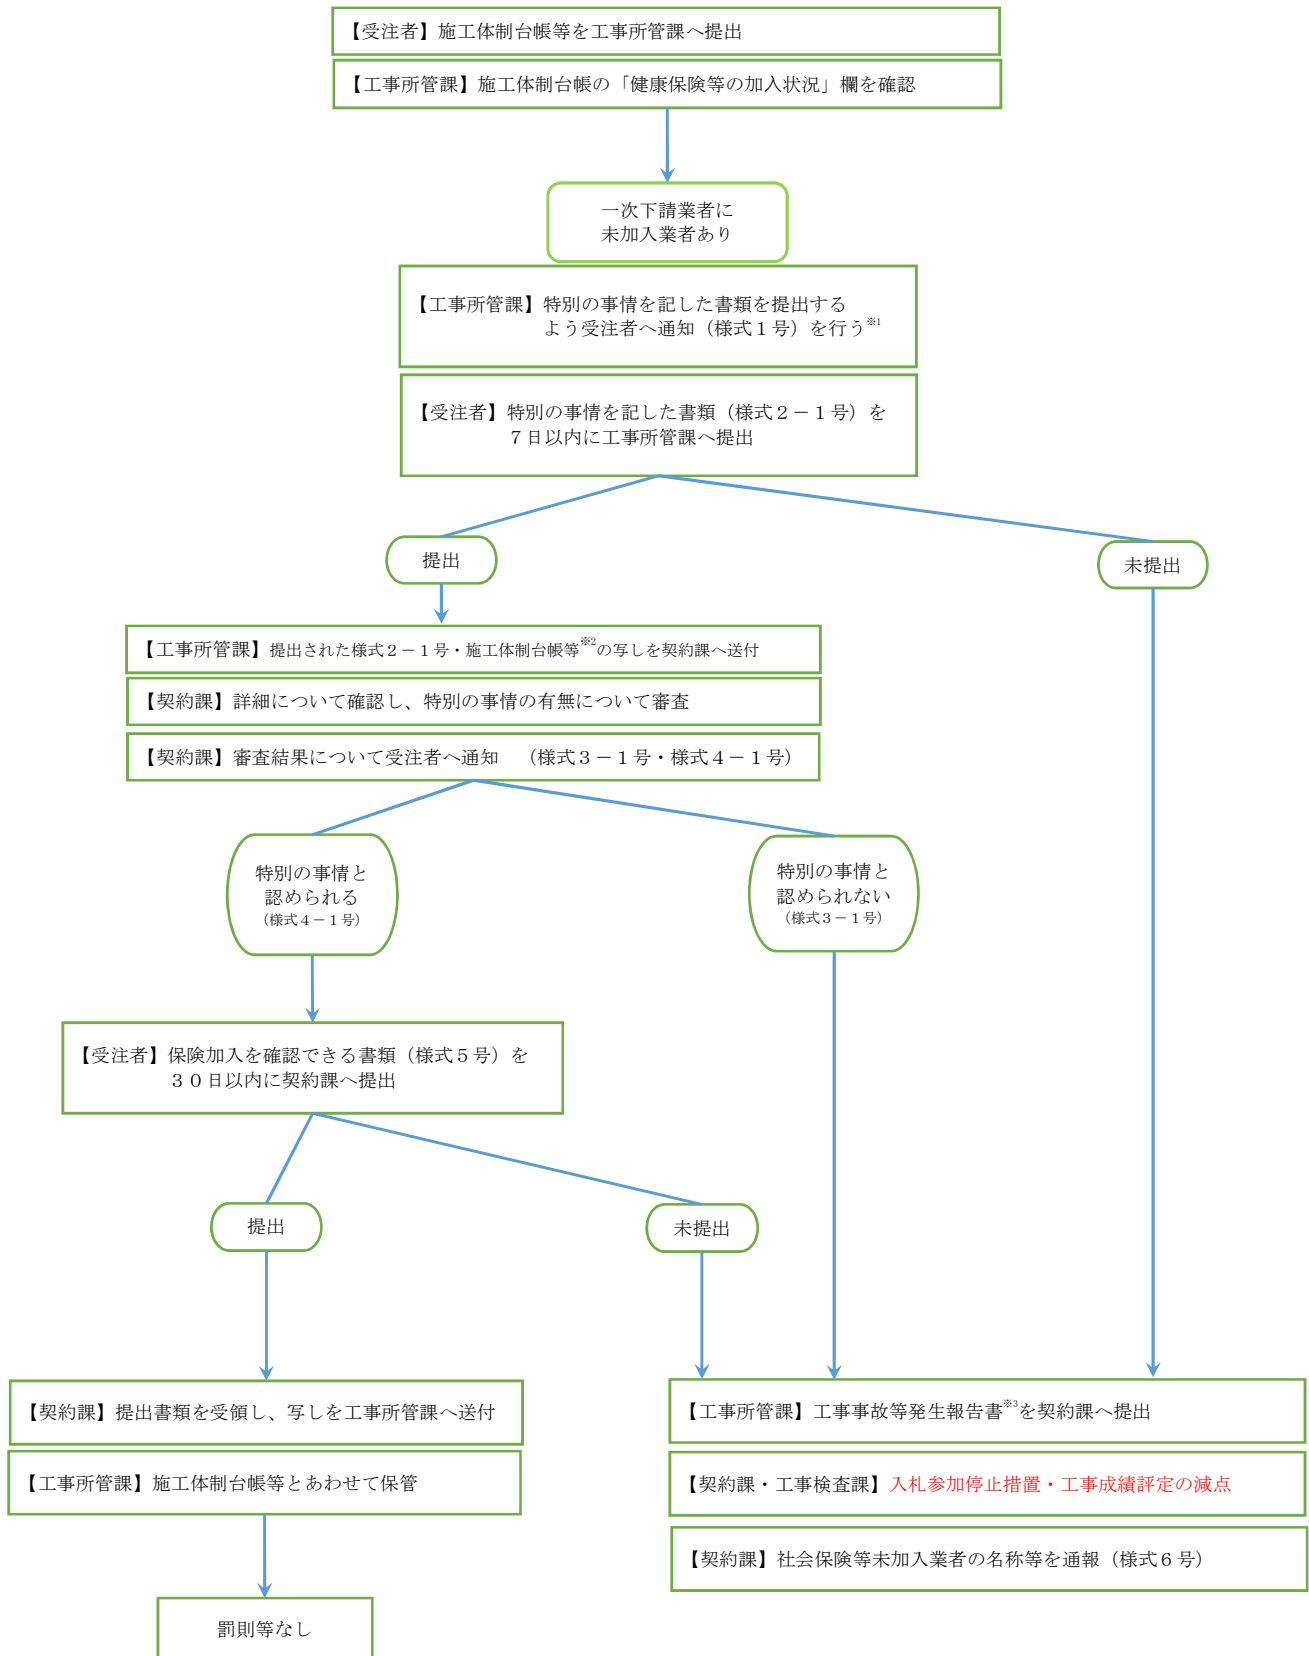 【受注者】施工体制台帳等を工事所管課へ提出
【工事所管課】施工体制台帳の「健康保険等の加入状況」欄を確認
一次下請業者に
未加入業者あり
【工事所管課】特別の事情を記した書類を提出する
よう受注者へ通知（様式１号）を行う※1
【受注者】特別の事情を記した書類（様式２－１号）を
７日以内に工事所管課へ提出
提出
未提出
【工事所管課】提出された様式２－１号・施工体制台帳等※2の写しを契約課へ送付
【契約課】詳細について確認し、特別の事情の有無について審査
【契約課】審査結果について受注者へ通知　（様式３－１号・様式４－１号）
特別の事情と
認められる
（様式４－１号）
特別の事情と
認められない
（様式３－１号）
【受注者】保険加入を確認できる書類（様式５号）を
３０日以内に契約課へ提出
提出
未提出
【契約課】提出書類を受領し、写しを工事所管課へ送付
【工事所管課】施工体制台帳等とあわせて保管
罰則等なし
【工事所管課】工事事故等発生報告書※3を契約課へ提出
【契約課・工事検査課】入札参加停止措置・工事成績評定の減点
【契約課】社会保険等未加入業者の名称等を通報（様式６号）